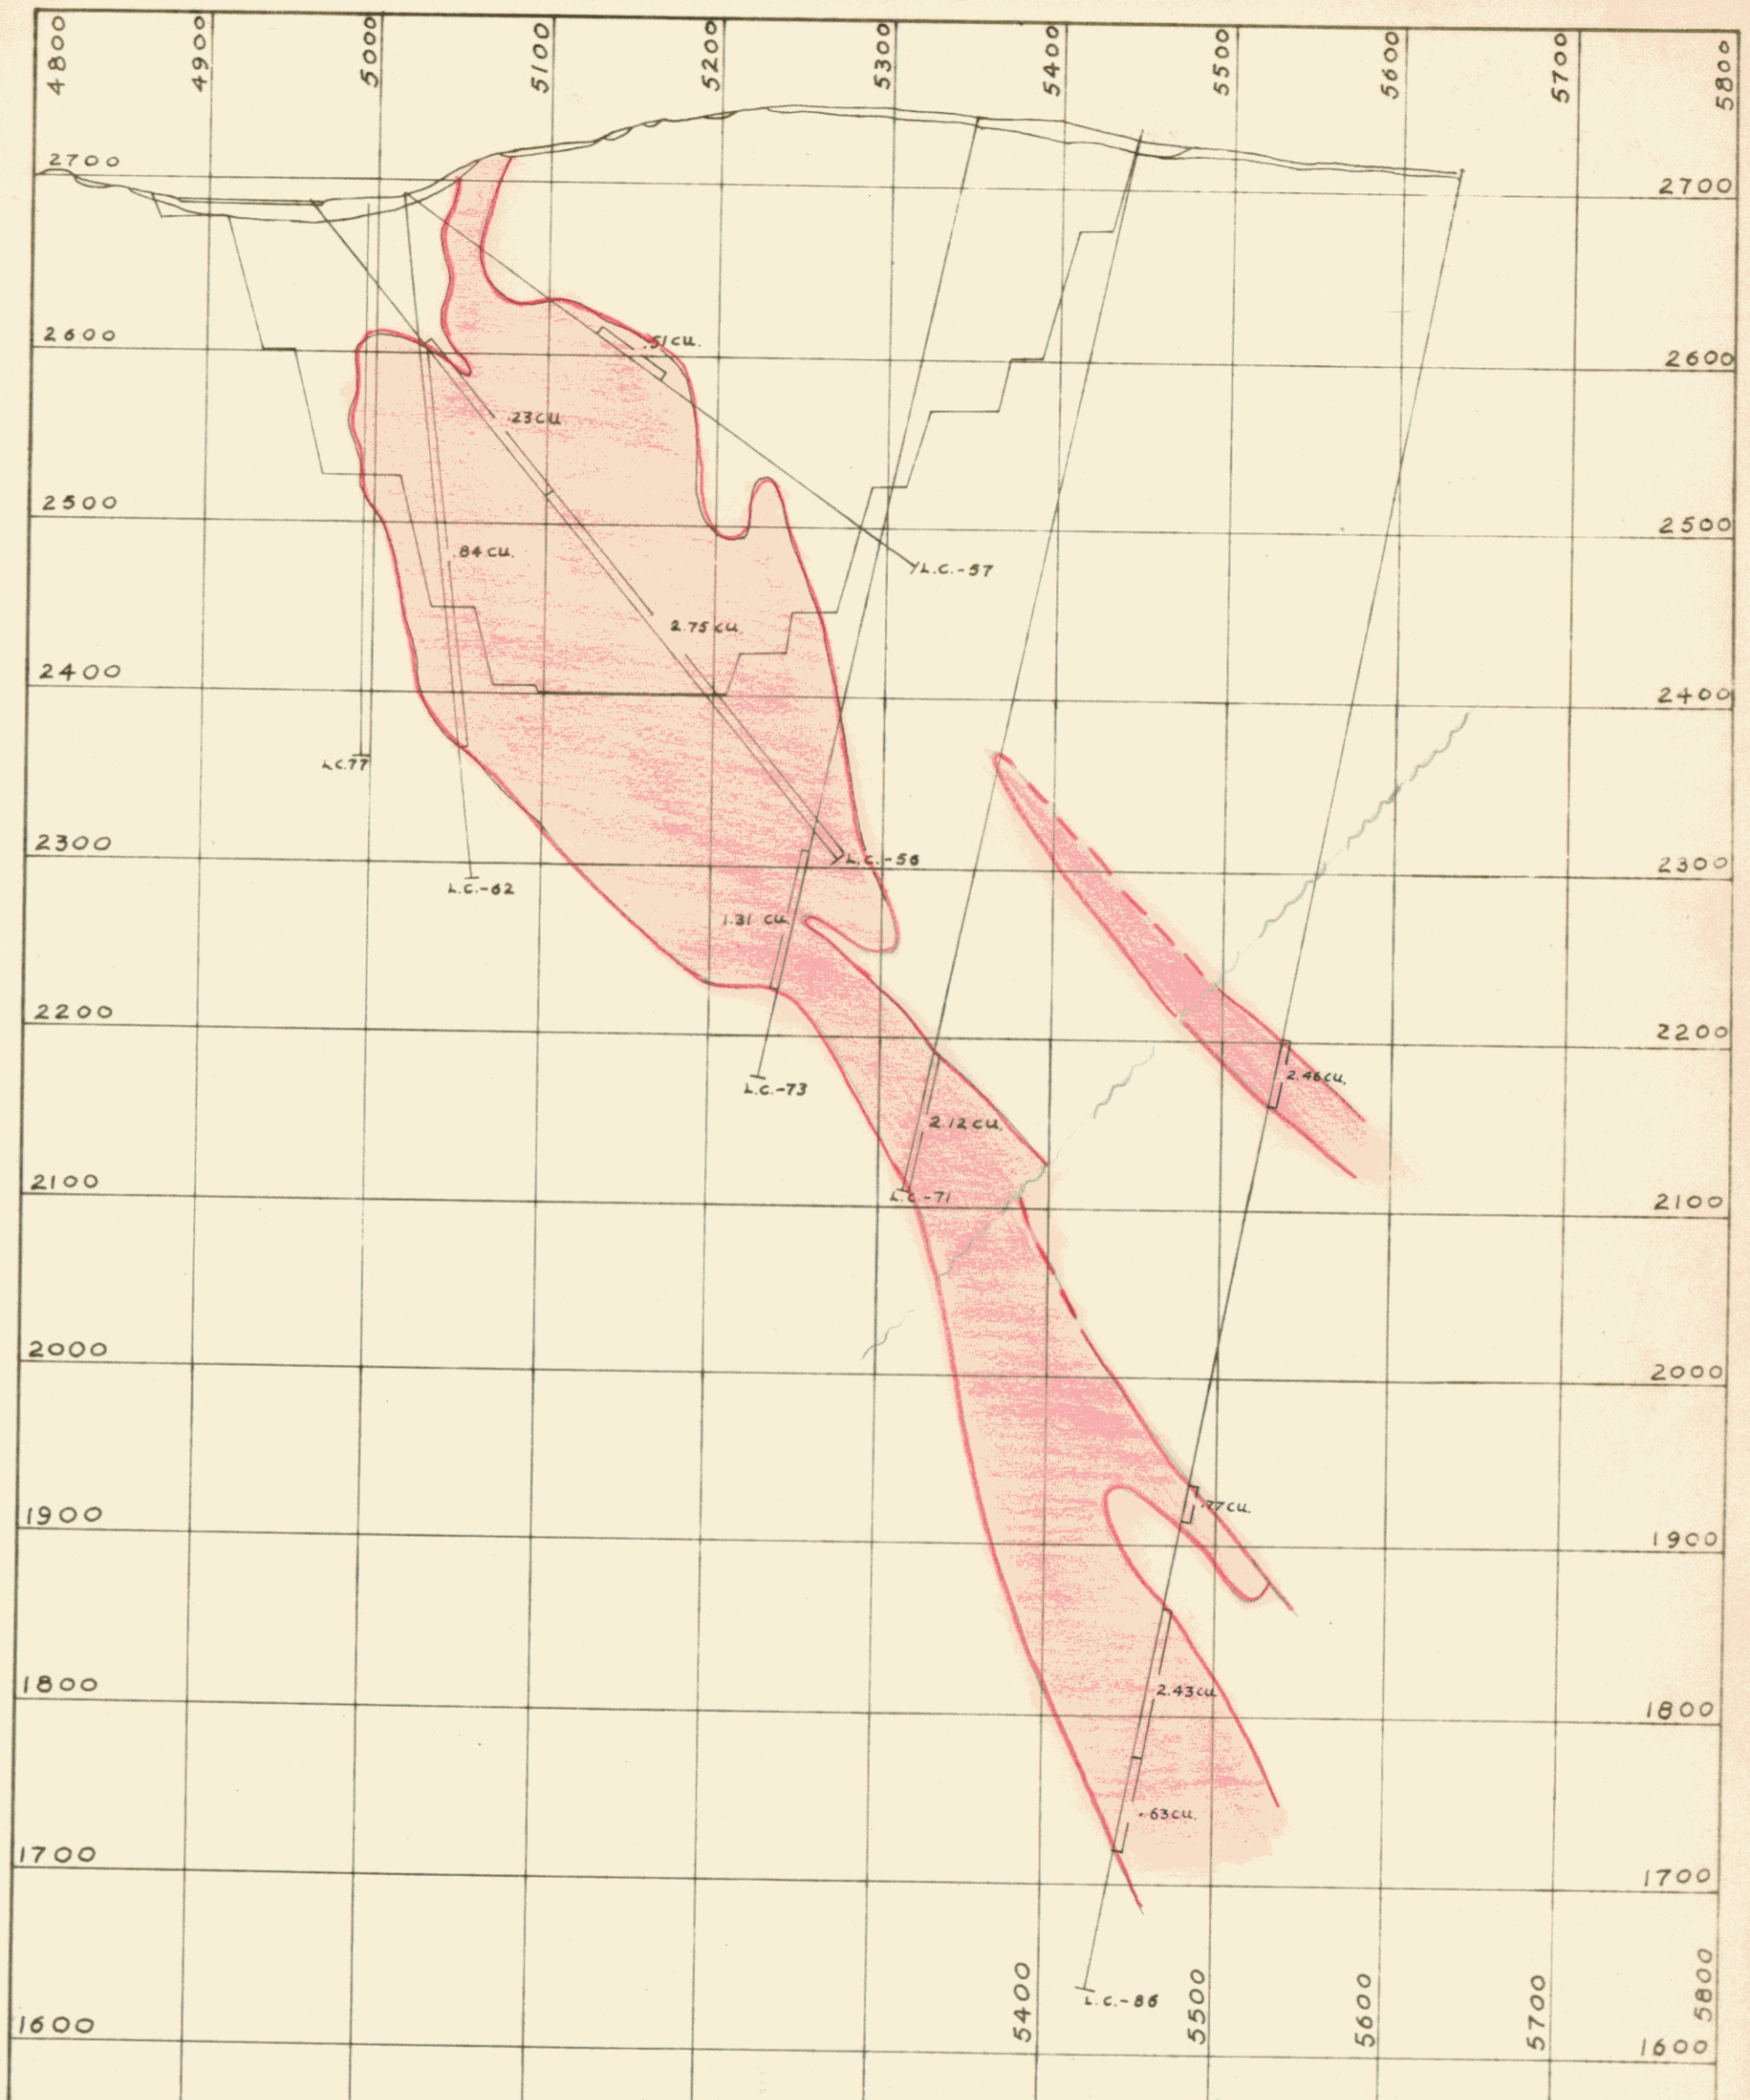 4800 4900 5000 5100 5200 5300 5400 5500 5600 5700 5800
2700 2700
2600 2600
.51 CU.
.23 CU
2500 2500
.84 CU.
L.C.-57
2.75 CU.
2400 2400
L.C.77
2300 2300
L.C.-56
L.C.-62
1.31 CU.
2200 2200
2.46 CU.
L.C.-73
2.12 CU.
2100 2100
L.C.-71
2000 2000
.77 CU.
1900 1900
1800 1800
2.43 CU
.63 CU.
1700 1700
L.C.-86
5400 5500 5600 5700 5800
1600 1600